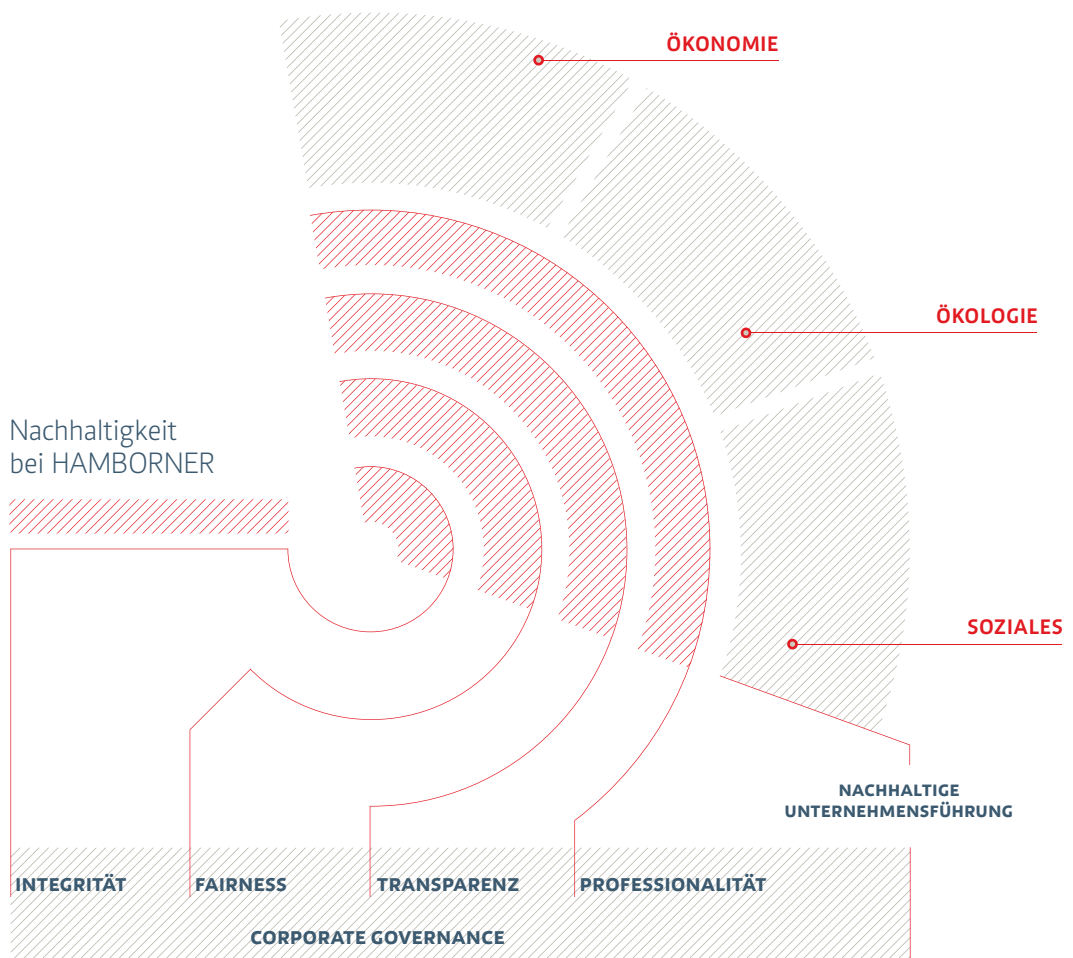 ÖKONOMIE
ÖKOLOGIE
Nachhaltigkeit
bei HAMBORNER
SOZIALES
NACHHALTIGE
UNTERNEHMENSFÜHRUNG
INTEGRITÄT
FAIRNESS
TRANSPARENZ
PROFESSIONALITÄT
CORPORATE GOVERNANCE